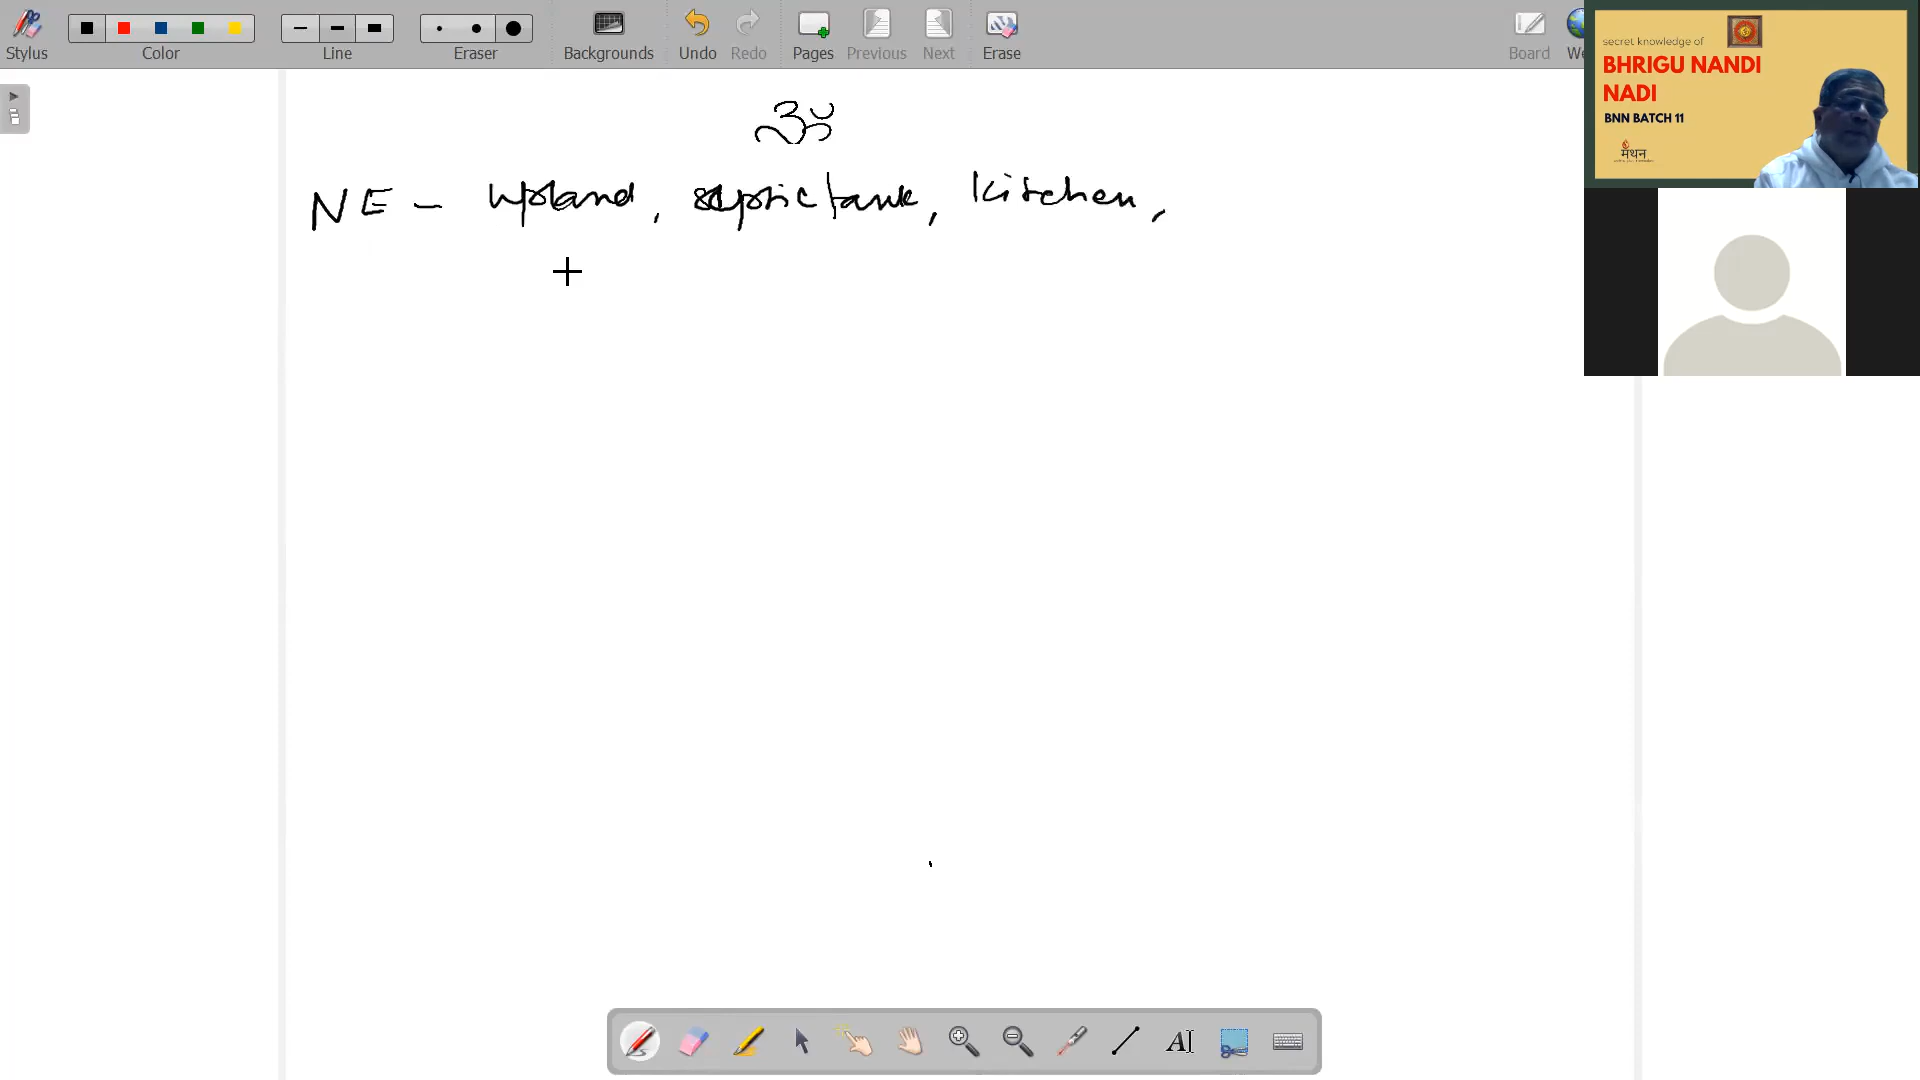 Stylus
Color
Line
Eraser
Backgrounds
Undo
Redo
Pages
Previous
Next
Erase
Board
We
secret knowledge of
BHRIGU NANDI
NADI
BNN BATCH 11
मंथन
ॐ
NE - upland, septic tank, kitchen,